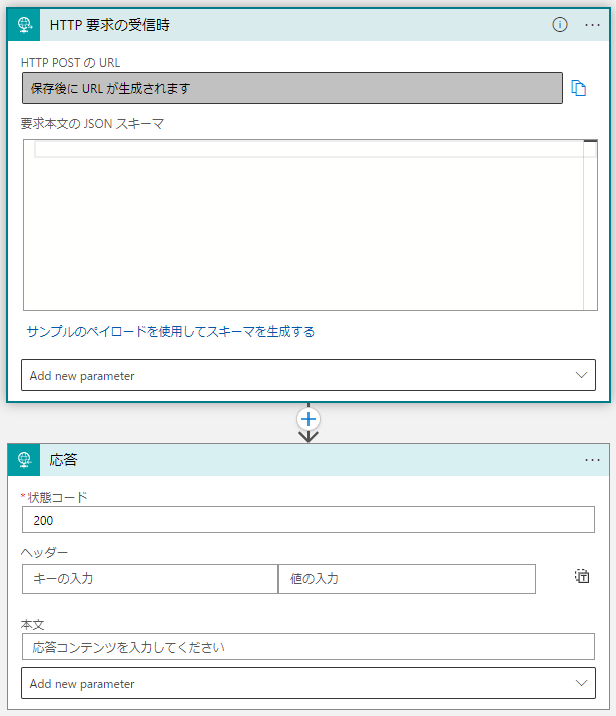 HTTP 要求の受信時
HTTP POST の URL
保存後に URL が生成されます
要求本文の JSON スキーマ
サンプルのペイロードを使用してスキーマを生成する
Add new parameter
応答
*状態コード
200
ヘッダー
キーの入力 値の入力
本文
応答コンテンツを入力してください
Add new parameter